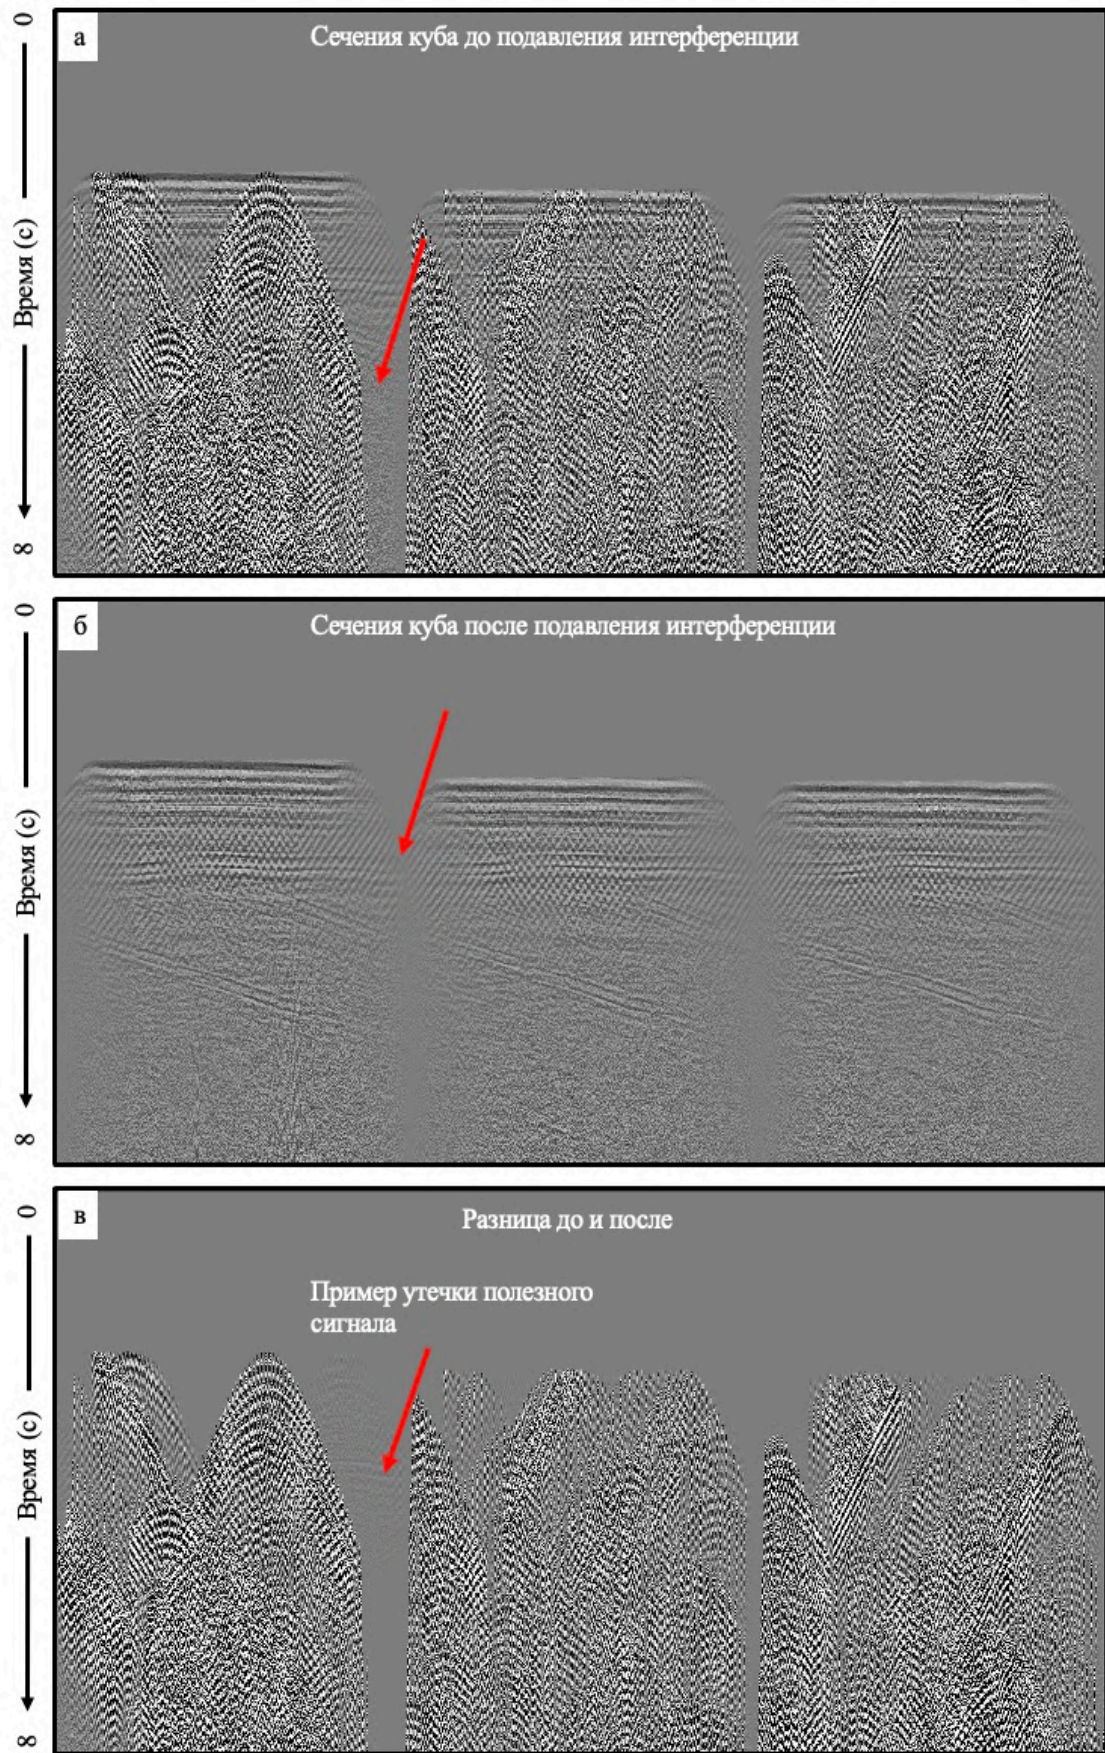 0
Время (с)
8
а
Сечения куба до подавления интерференции
0
Время (с)
8
б
Сечения куба после подавления интерференции
0
Время (с)
8
в
Разница до и после
Пример утечки полезного
сигнала